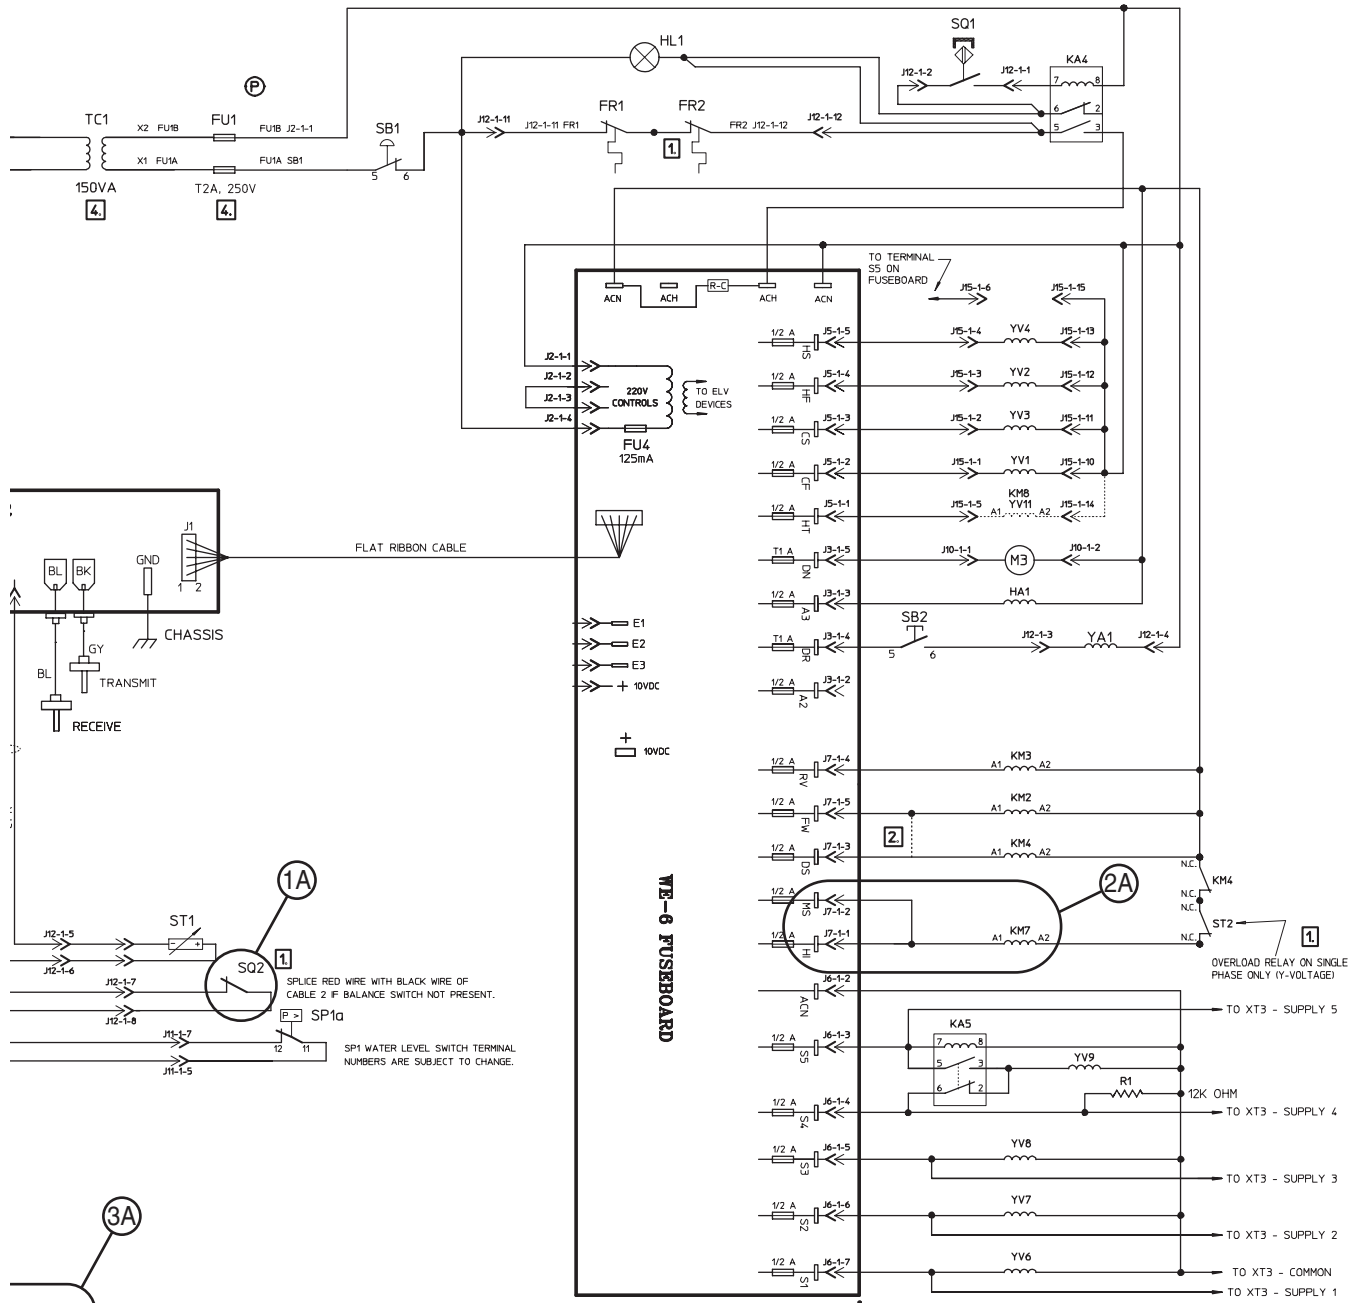 SQ1
HL1
KA4
J12-1-2
J12-1-1
7
8
P
6
2
TC1
X2 FU1B
FU1
FU1B J2-1-1
SB1
J12-1-11
J12-1-11 FR1
FR1
FR2
FR2 J12-1-12
J12-1-12
5
3
1.
X1 FU1A
FU1A SB1
5
6
150VA
T2A, 250V
4.
4.
TO TERMINAL
S5 ON
FUSEBOARD
ACN
ACH
R-C
ACH
ACN
J15-1-6
J15-1-15
1/2 A
HS
J5-1-5
J15-1-4
YV4
J15-1-13
J2-1-1
J2-1-2
J2-1-3
J2-1-4
220V
CONTROLS
TO ELV
DEVICES
FU4
125mA
1/2 A
HF
J5-1-4
J15-1-3
YV2
J15-1-12
1/2 A
CS
J5-1-3
J15-1-2
YV3
J15-1-11
1/2 A
CF
J5-1-2
J15-1-1
YV1
J15-1-10
1/2 A
HT
J5-1-1
J15-1-5
KM8
YV11
A1
A2
J15-1-14
J1
FLAT RIBBON CABLE
T1 A
DN
J3-1-5
J10-1-1
M3
J10-1-2
BL
BK
GND
1
2
1/2 A
A3
J3-1-3
HA1
CHASSIS
E1
E2
E3
+ 10VDC
T1 A
DR
J3-1-4
SB2
5
6
J12-1-3
YA1
J12-1-4
GY
BL
TRANSMIT
RECEIVE
1/2 A
A2
J3-1-2
+
10VDC
1/2 A
RV
J7-1-4
KM3
A1
A2
1/2 A
FW
J7-1-5
KM2
A1
A2
2.
1/2 A
DS
J7-1-3
KM4
A1
A2
N.C.
KM4
N.C.
N.C.
ST2
N.C.
1.
OVERLOAD RELAY ON SINGLE
PHASE ONLY (Y-VOLTAGE)
1A
WE-6 FUSEBOARD
1/2 A
MS
J7-1-2
2A
1/2 A
HI
J7-1-1
KM7
A1
A2
ST1
J12-1-5
- +
J12-1-6
SQ2
1.
J12-1-7
J12-1-8
SPLICE RED WIRE WITH BLACK WIRE OF
CABLE 2 IF BALANCE SWITCH NOT PRESENT.
P >
SP1a
J11-1-7
12
11
J11-1-5
SP1 WATER LEVEL SWITCH TERMINAL
NUMBERS ARE SUBJECT TO CHANGE.
ACN
J6-1-2
TO XT3 - SUPPLY 5
1/2 A
S5
J6-1-3
KA5
7
8
5
3
6
2
YV9
R1
12K OHM
1/2 A
S4
J6-1-4
TO XT3 - SUPPLY 4
1/2 A
S3
J6-1-5
YV8
TO XT3 - SUPPLY 3
1/2 A
S2
J6-1-6
YV7
TO XT3 - SUPPLY 2
3A
1/2 A
S1
J6-1-7
YV6
TO XT3 - COMMON
TO XT3 - SUPPLY 1